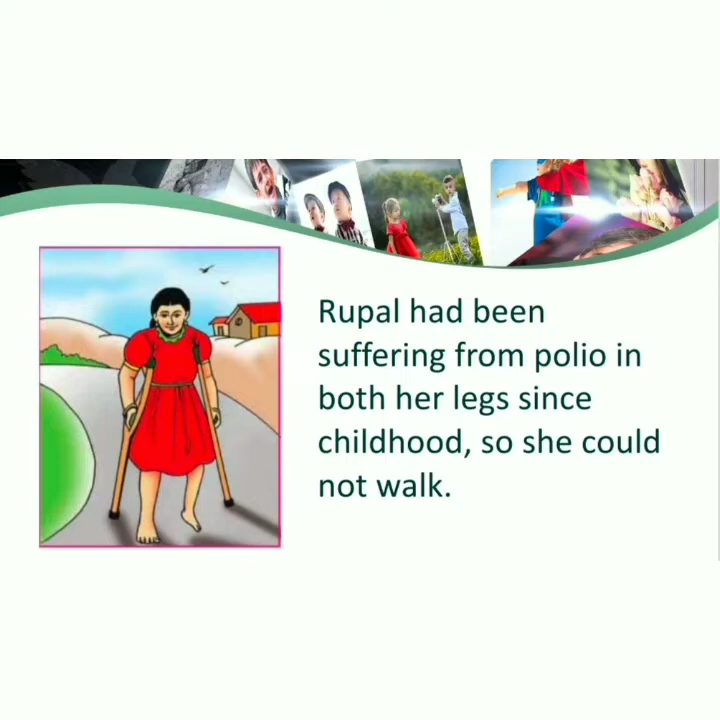 Rupal had been
suffering from polio in
both her legs since
childhood, so she could
not walk.